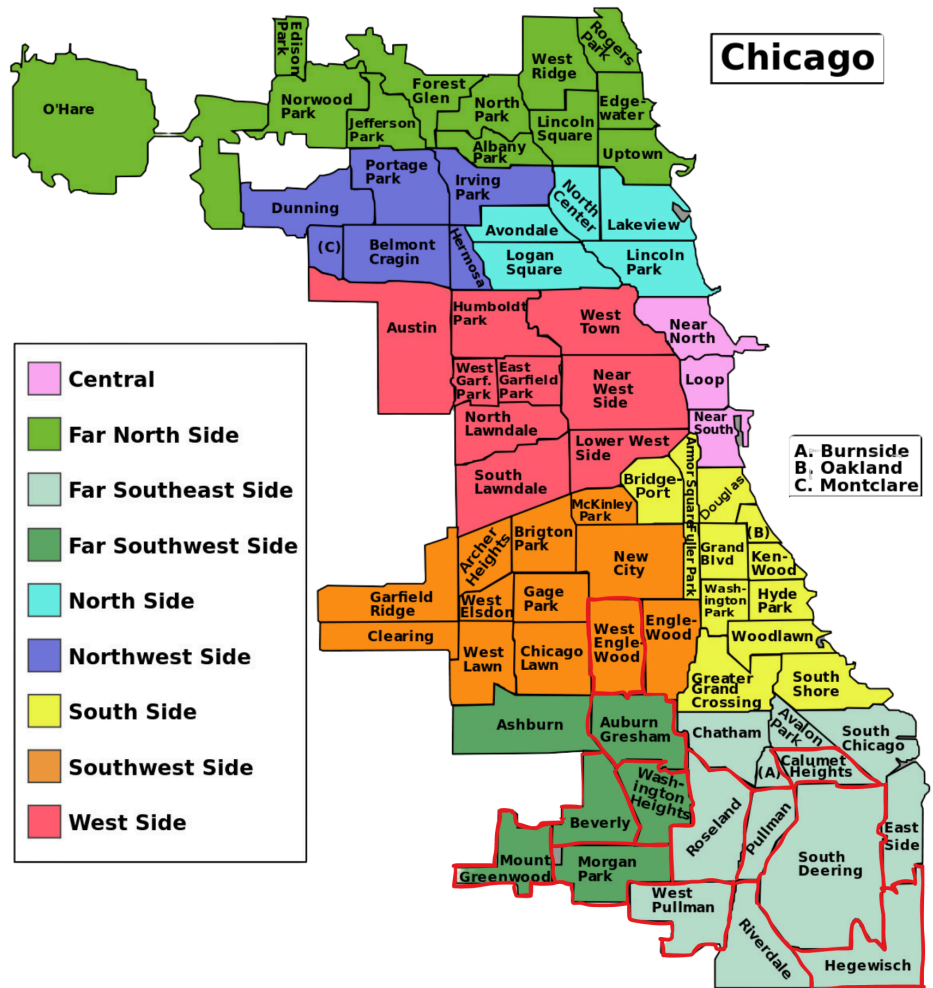 Chicago
Edison
Park
Rogers
Park
West
Ridge
O'Hare
Norwood
Park
Forest
Glen
North
Park
Edge-
water
Jefferson
Park
Lincoln
Square
Albany
Park
Uptown
Portage
Park
Irving
Park
North
Center
Dunning
Lakeview
Avondale
(C)
Belmont
Cragin
Hermosa
Logan
Square
Lincoln
Park
Austin
Humboldt
Park
West
Town
Near
North
West
Garf.
Park
East
Garfield
Park
Near
West
Side
Loop
North
Lawndale
Near
South
Lower West
Side
Armor Square
South
Lawndale
Bridge-
Port
Douglas
McKinley
Park
Archer
Heights
Brigton
Park
New
City
Fuller Park
Grand
Blvd
(B)
Ken-
Wood
Garfield
Ridge
West
Elsdon
Gage
Park
Wash-
ington
Park
Hyde
Park
Clearing
West
Lawn
Chicago
Lawn
West
Engle-
Wood
Engle-
Wood
Woodlawn
Greater
Grand
Crossing
South
Shore
Ashburn
Auburn
Gresham
Chatham
Avalon
Park
South
Chicago
Wash-
ington
Heights
(A)
Calumet
Heights
Beverly
Roseland
Pullman
East
Side
Mount
Greenwood
Morgan
Park
South
Deering
West
Pullman
Riverdale
Hegewisch
Central
Far North Side
Far Southeast Side
Far Southwest Side
North Side
Northwest Side
South Side
Southwest Side
West Side
A. Burnside
B. Oakland
C. Montclare